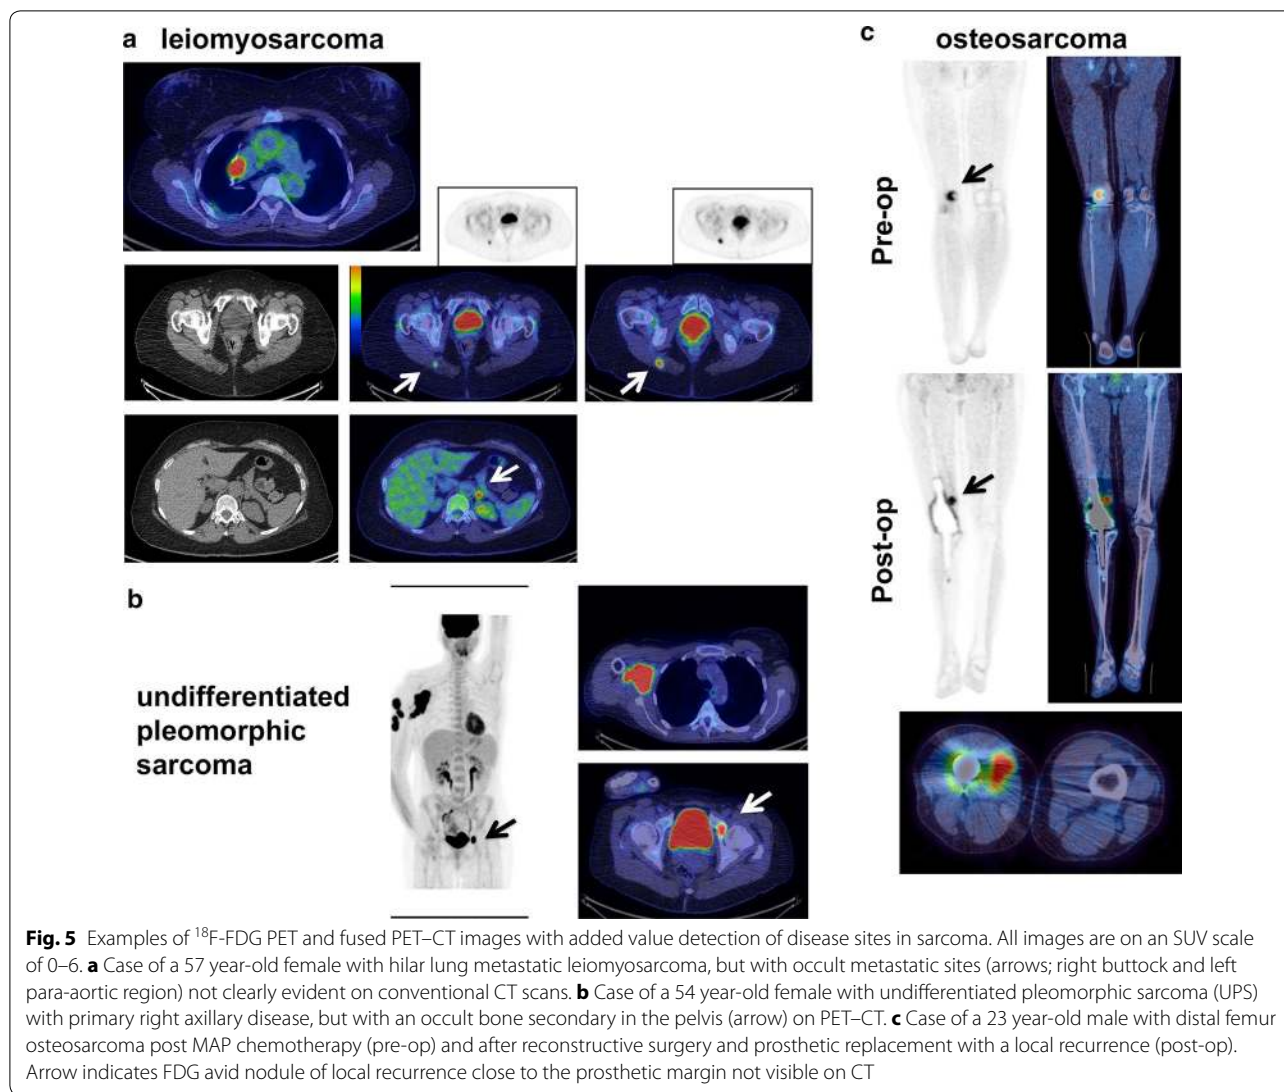 a leiomyosarcoma
c osteosarcoma
Pre-op
Post-op
b
undifferentiated
pleomorphic
sarcoma
Fig. 5 Examples of ¹⁸F-FDG PET and fused PET–CT images with added value detection of disease sites in sarcoma. All images are on an SUV scale
of 0–6. a Case of a 57 year-old female with hilar lung metastatic leiomyosarcoma, but with occult metastatic sites (arrows; right buttock and left
para-aortic region) not clearly evident on conventional CT scans. b Case of a 54 year-old female with undifferentiated pleomorphic sarcoma (UPS)
with primary right axillary disease, but with an occult bone secondary in the pelvis (arrow) on PET–CT. c Case of a 23 year-old male with distal femur
osteosarcoma post MAP chemotherapy (pre-op) and after reconstructive surgery and prosthetic replacement with a local recurrence (post-op).
Arrow indicates FDG avid nodule of local recurrence close to the prosthetic margin not visible on CT